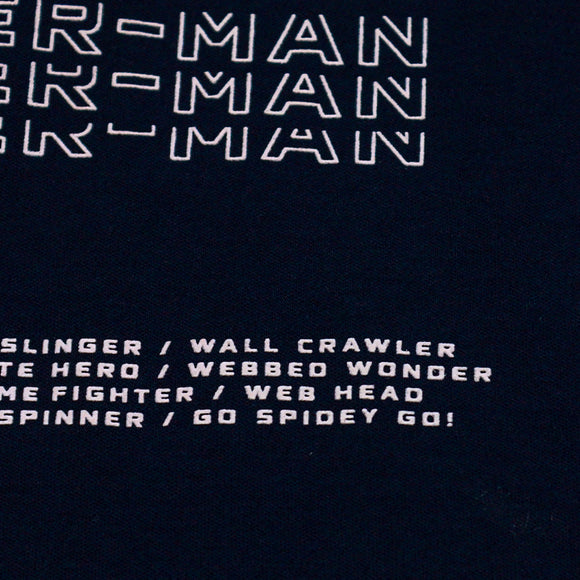 ER-MAN
ER-MAN
ER-MAN
SLINGER / WALL CRAWLER
TE HERO / WEBBED WONDER
ME FIGHTER / WEB HEAD
SPINNER / GO SPIDEY GO!